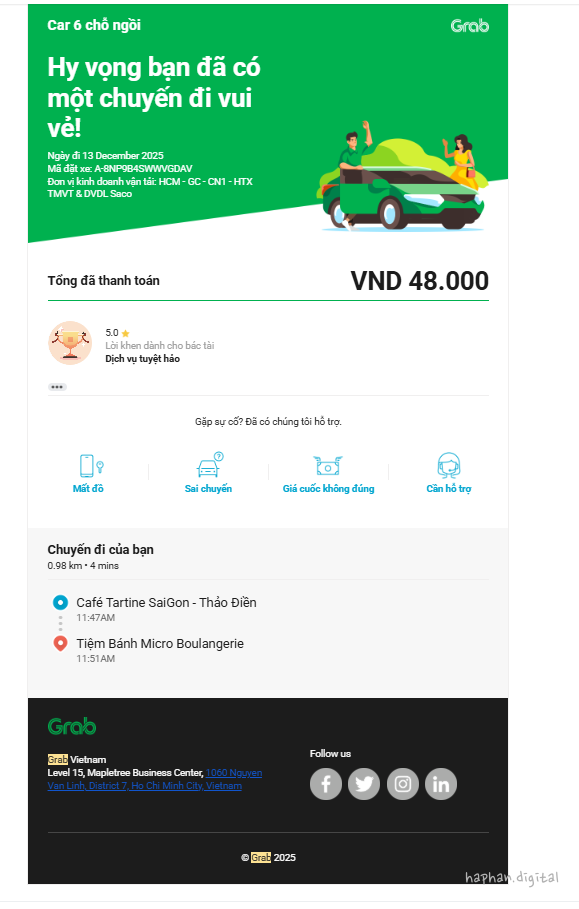 Car 6 chỗ ngồi
Grab
Hy vọng bạn đã có
một chuyến đi vui
vẻ!
Ngày đi 13 December 2025
Mã đặt xe: A-8NP9B4SWWVGDAV
Đơn vị kinh doanh vận tải: HCM - GC - CN1 - HTX
TMVT & DVDL Saco
Tổng đã thanh toán
VND 48.000
5.0
Lời khen dành cho bác tài
Dịch vụ tuyệt hảo
Gặp sự cố? Đã có chúng tôi hỗ trợ.
Mất đồ
Sai chuyến
Giá cuốc không đúng
Cần hỗ trợ
Chuyến đi của bạn
0.98 km • 4 mins
Café Tartine SaiGon - Thảo Điền
11:47AM
Tiệm Bánh Micro Boulangerie
11:51AM
Grab
Grab Vietnam
Level 15, Mapletree Business Center, 1060 Nguyen
Van Linh, District 7, Ho Chi Minh City, Vietnam
Follow us
© Grab 2025
haphan.digital